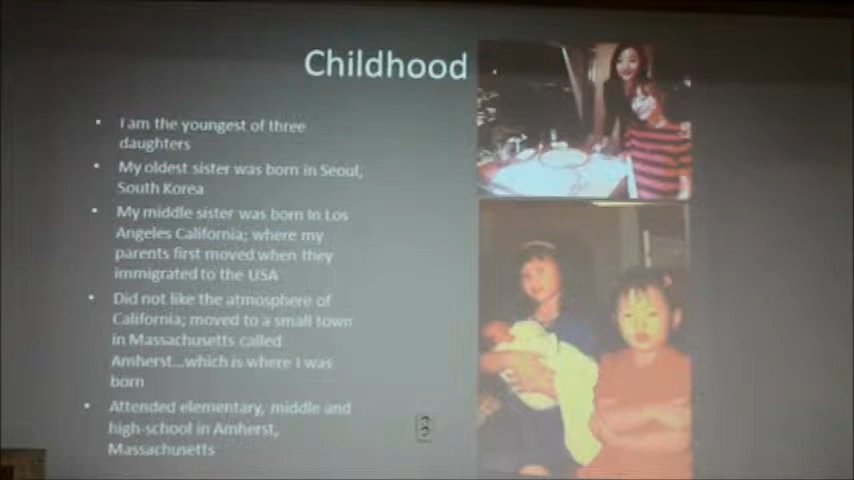 Childhood
• I am the youngest of three
daughters
• My oldest sister was born in Seoul,
South Korea
• My middle sister was born in Los
Angeles California; where my
parents first moved when they
immigrated to the USA
• Did not like the atmosphere of
California; moved to a small town
in Massachusetts called
Amherst...which is where I was
born
• Attended elementary, middle and
high-school in Amherst,
Massachusetts